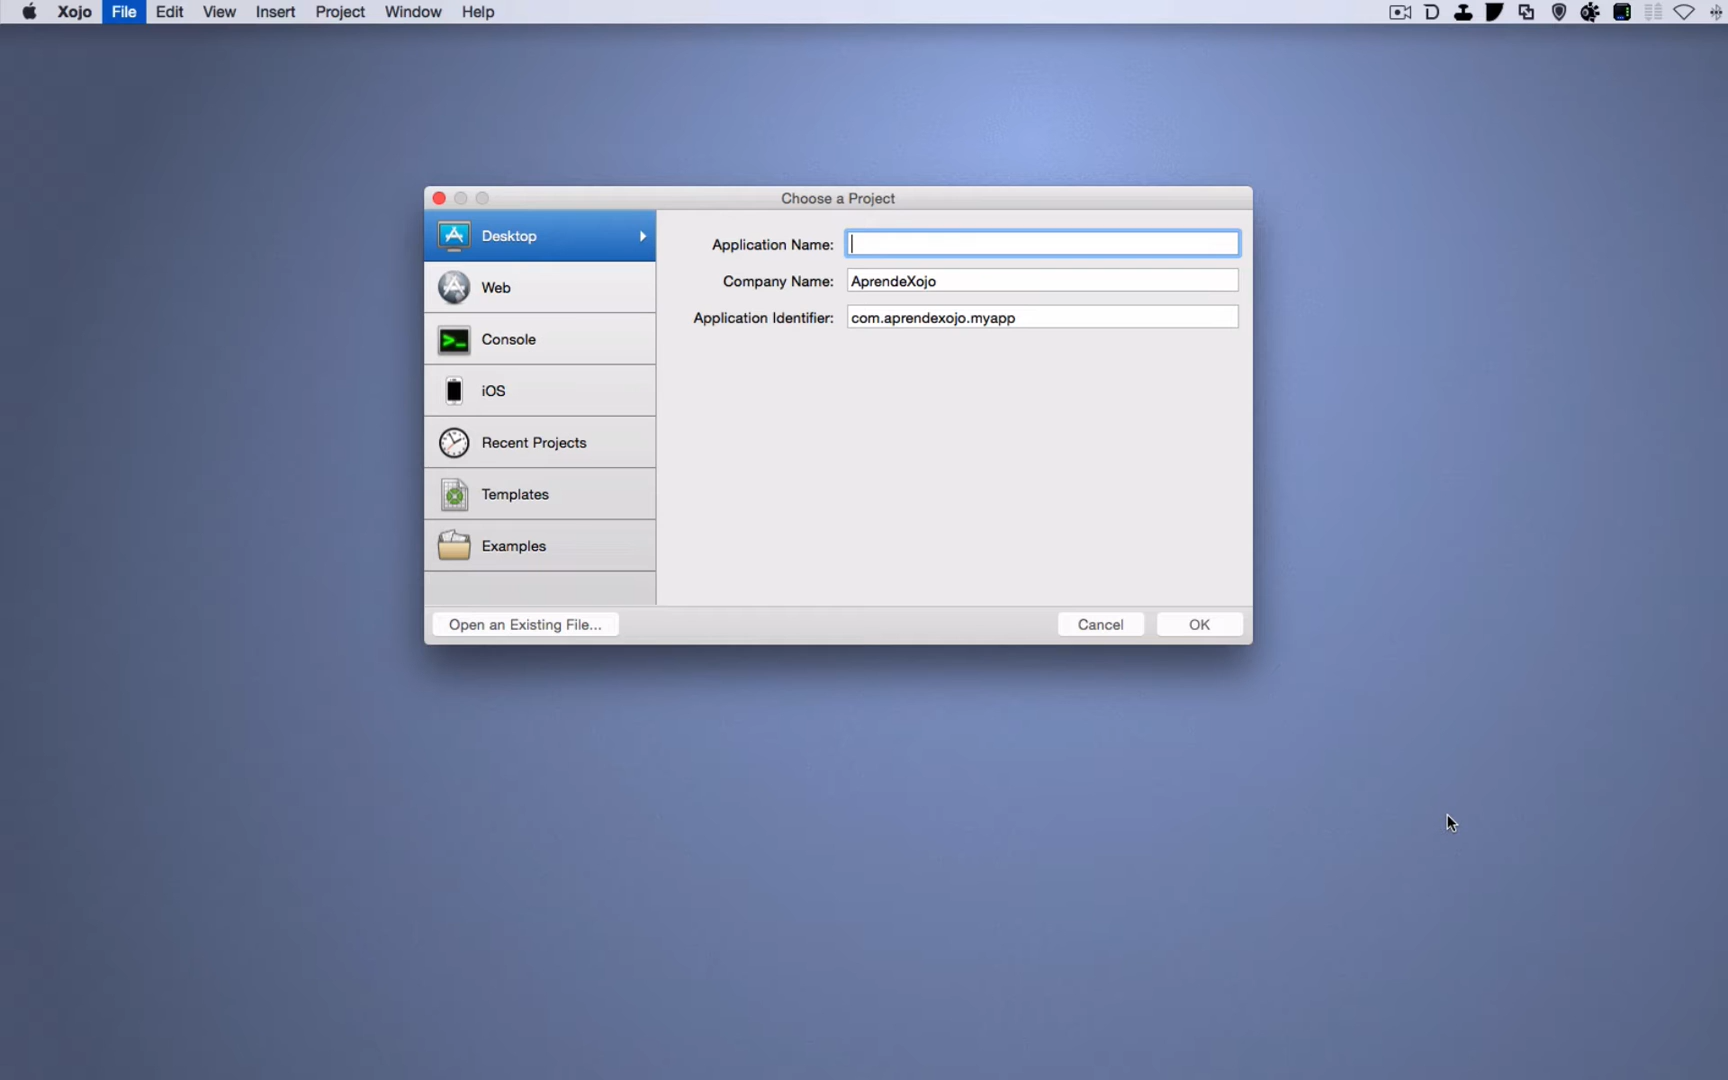 Xojo File Edit View Insert Project Window Help
Choose a Project
Desktop
Application Name:
Web
Company Name: AprendeXojo
Console
Application Identifier: com.aprendexojo.myapp
iOS
Recent Projects
Templates
Examples
Open an Existing File... Cancel OK